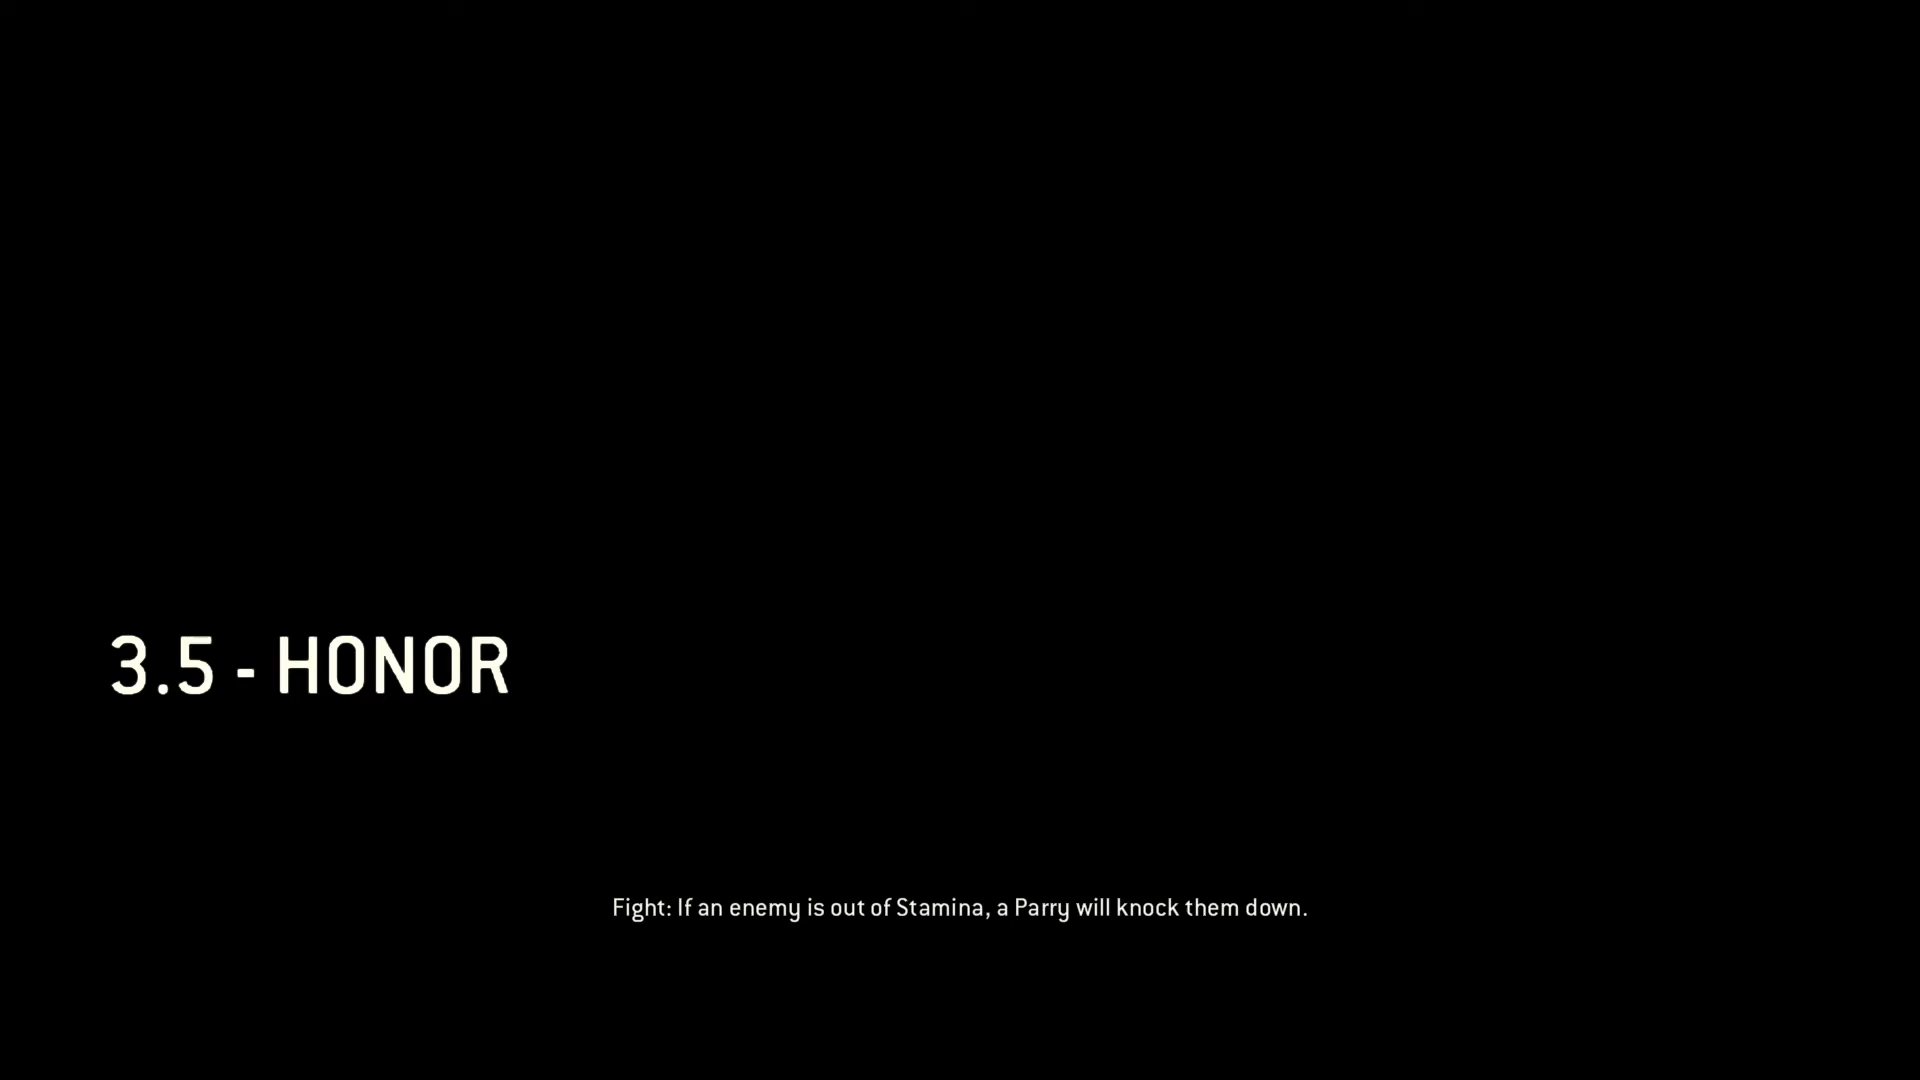 3.5 - HONOR
Fight: If an enemy is out of Stamina, a Parry will knock them down.